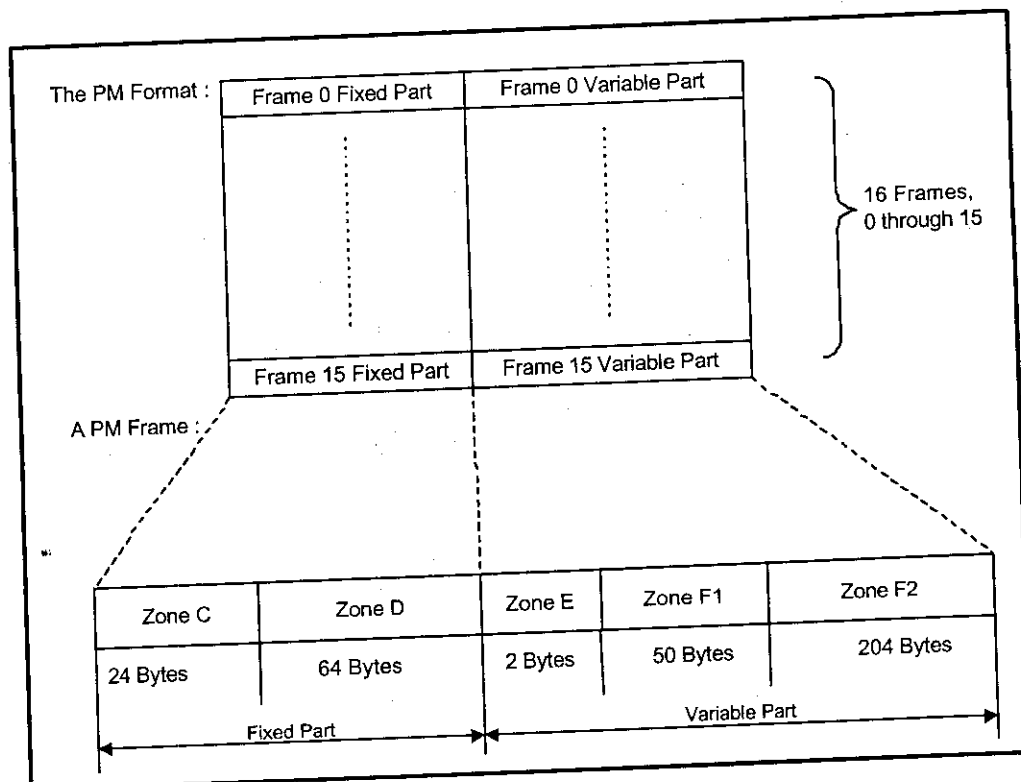 The PM Format : Frame 0 Fixed Part Frame 0 Variable Part
16 Frames,
0 through 15
Frame 15 Fixed Part Frame 15 Variable Part
A PM Frame :
Zone C Zone D Zone E Zone F1 Zone F2
24 Bytes 64 Bytes 2 Bytes 50 Bytes 204 Bytes
Fixed Part Variable Part